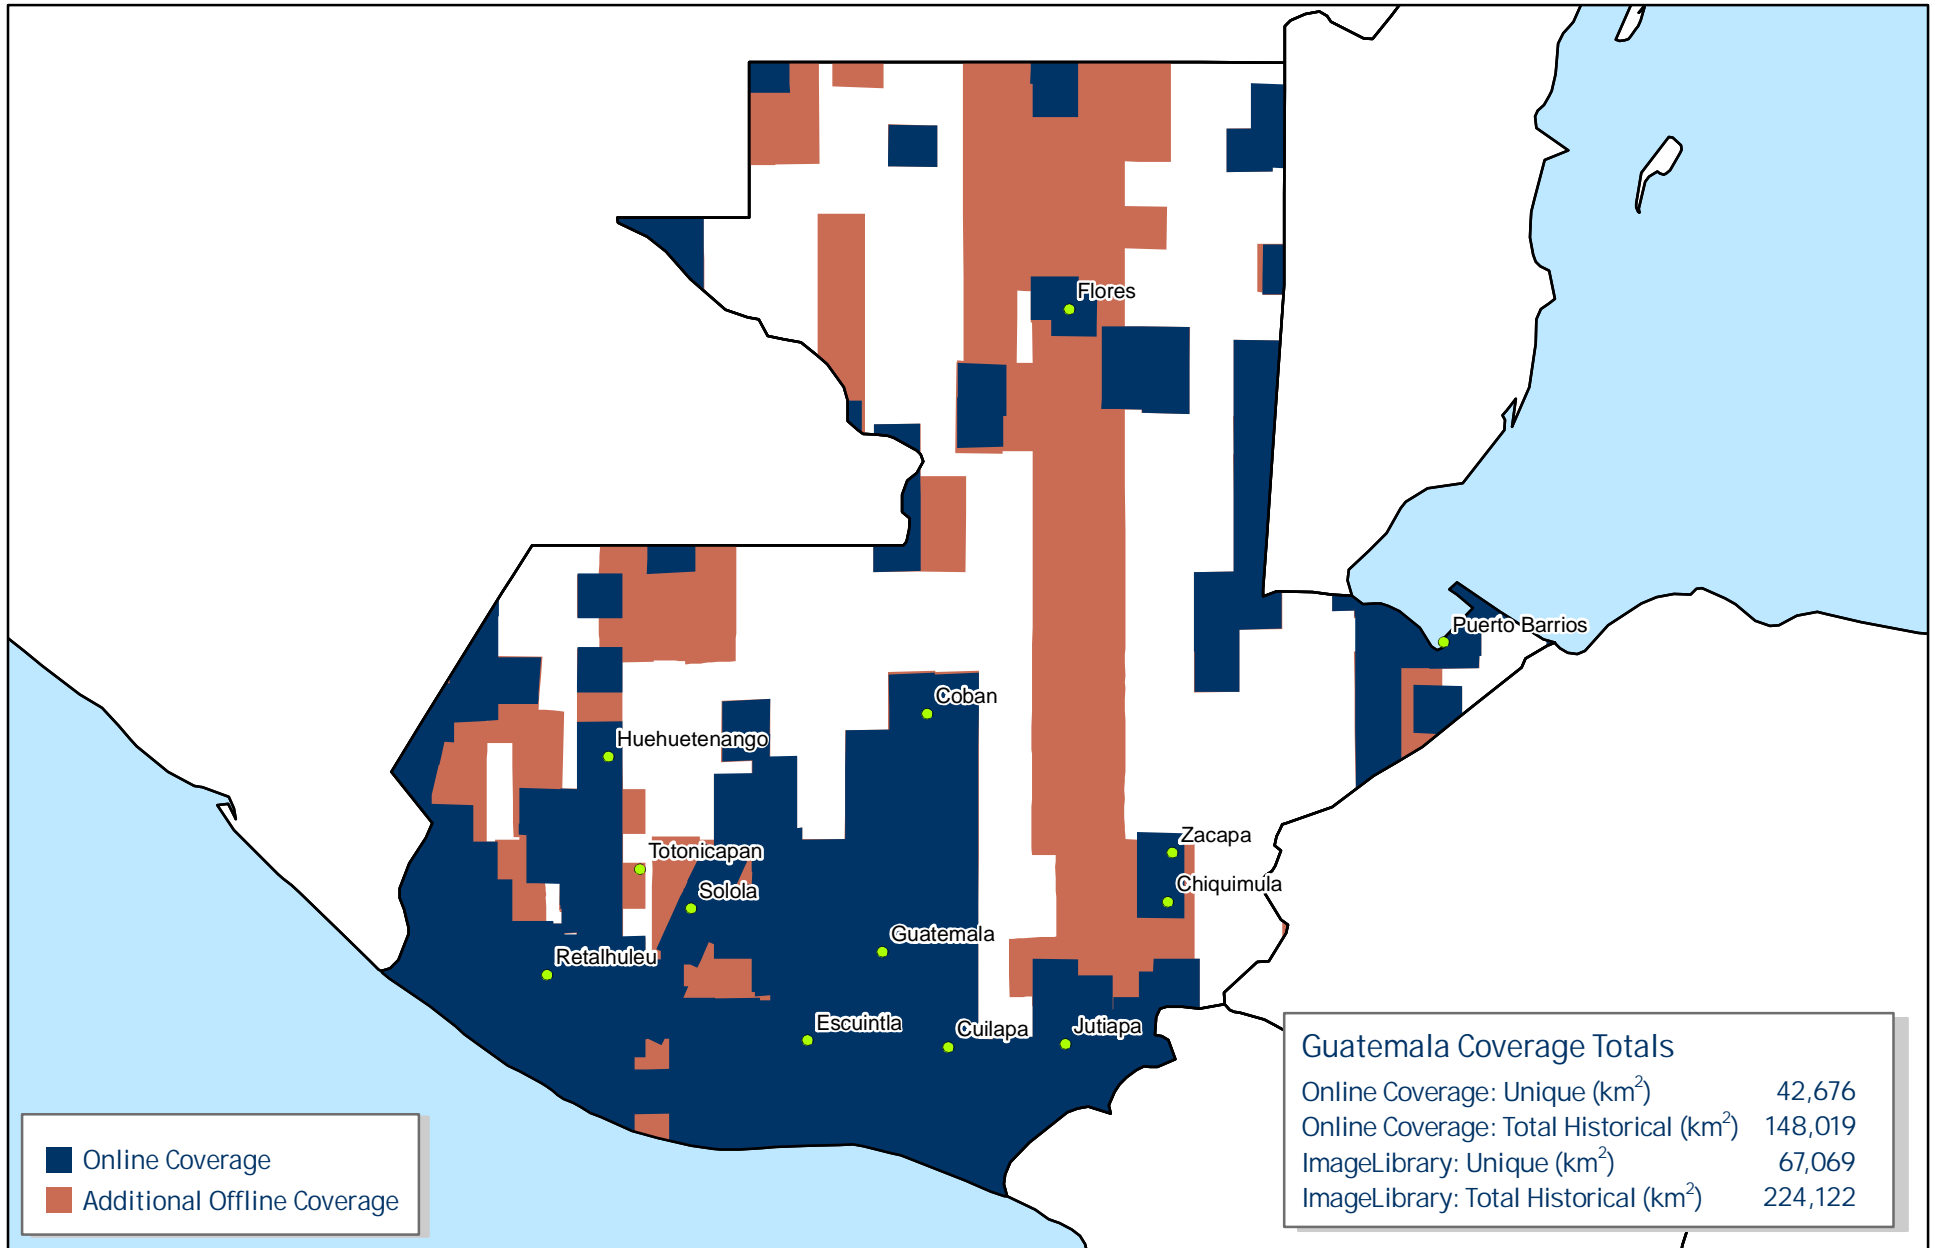 Flores
Puerto Barrios
Coban
Huehuetenango
Zacapa
Totonicapan
Chiquimula
Solola
Guatemala
Retalhuleu
Escuintla
Cuilapa
Jutiapa
Guatemala Coverage Totals
Online Coverage: Unique (km²) 42,676
Online Coverage: Total Historical (km²) 148,019
ImageLibrary: Unique (km²) 67,069
ImageLibrary: Total Historical (km²) 224,122
Online Coverage
Additional Offline Coverage